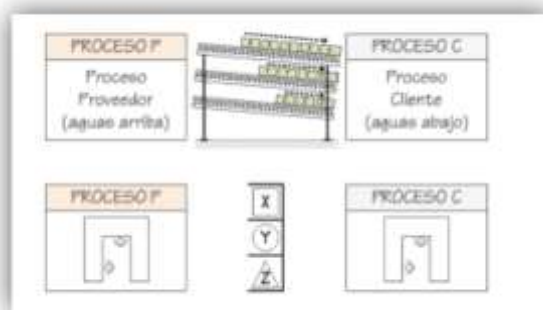 PROCESO P
Proceso
Proveedor
(aguas arriba)
PROCESO C
Proceso
Cliente
(aguas abajo)
PROCESO P
X
Y
Z
PROCESO C